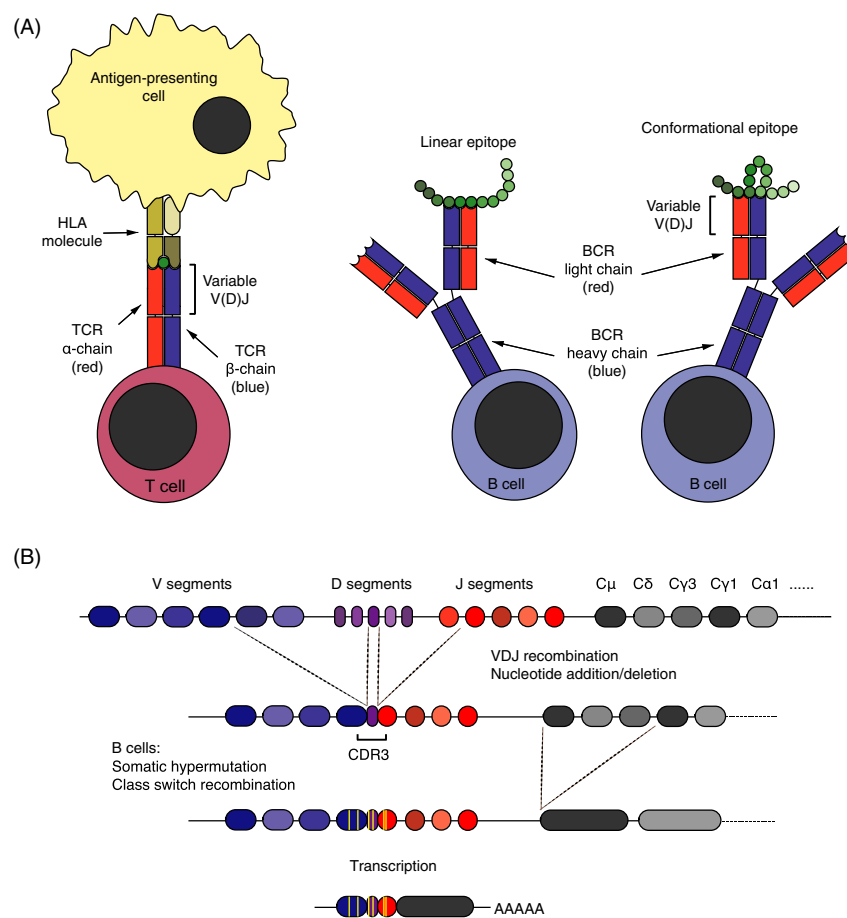 (A)
Antigen-presenting
cell
Linear epitope
Conformational epitope
HLA
molecule
Variable
V(D)J
TCR
α-chain
(red)
TCR
β-chain
(blue)
T cell
BCR
light chain
(red)
BCR
heavy chain
(blue)
Variable
V(D)J
B cell
B cell
(B)
V segments
D segments
J segments
Cμ Cδ Cγ3 Cγ1 Cα1 ......
VDJ recombination
Nucleotide addition/deletion
CDR3
B cells:
Somatic hypermutation
Class switch recombination
Transcription
AAAAA